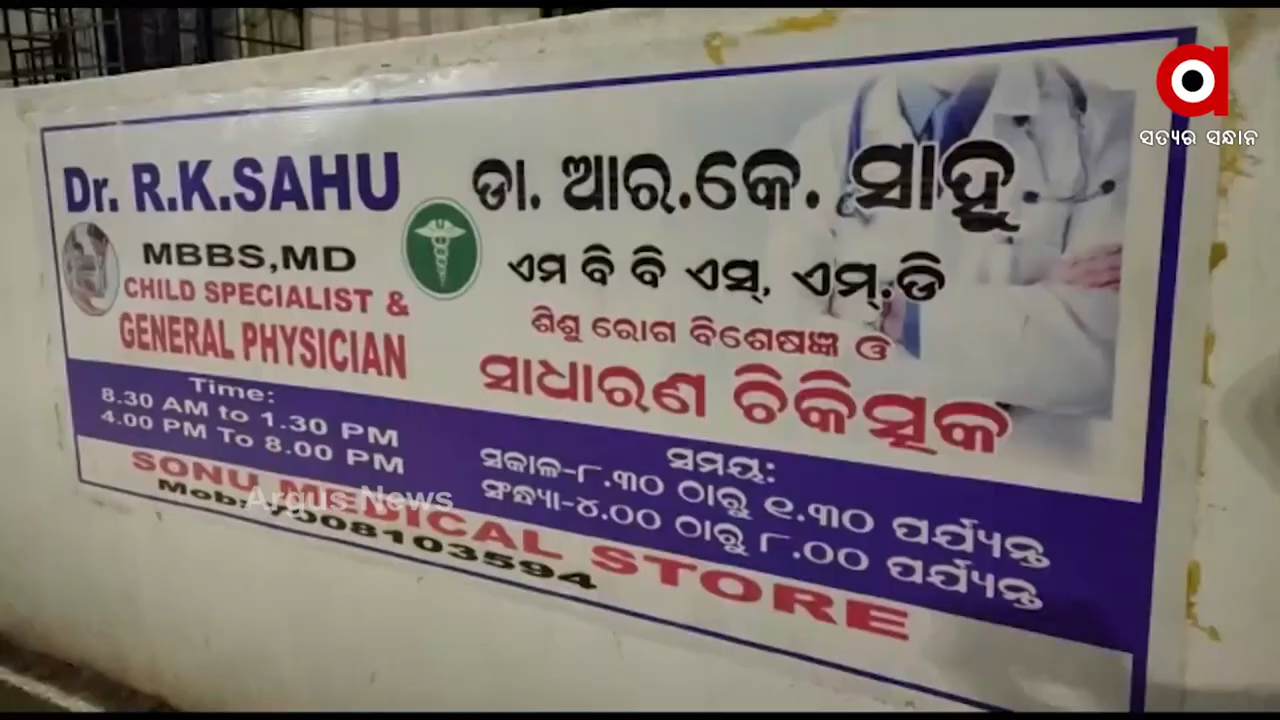 ସତ୍ୟର ସନ୍ଧାନ
Dr. R.K.SAHU
MBBS,MD
CHILD SPECIALIST &
GENERAL PHYSICIAN
ଡା. ଆର.କେ. ସାହୁ
ଏମ ବି ବି ଏସ୍, ଏମ୍.ଡି
ଶିଶୁ ରୋଗ ବିଶେଷଜ୍ଞ ଓ
ସାଧାରଣ ଚିକିତ୍ସକ
Time:
8.30 AM to 1.30 PM
4.00 PM To 8.00 PM
ସମୟ:
ସକାଳ-୮.୩୦ ଠାରୁ ୧.୩୦ ପର୍ଯ୍ୟନ୍ତ
ସଂନ୍ଧ୍ୟା-୪.୦୦ ଠାରୁ ୮.୦୦ ପର୍ଯ୍ୟନ୍ତ
SONU MEDICAL STORE
Mob: 7008103594
Argus News